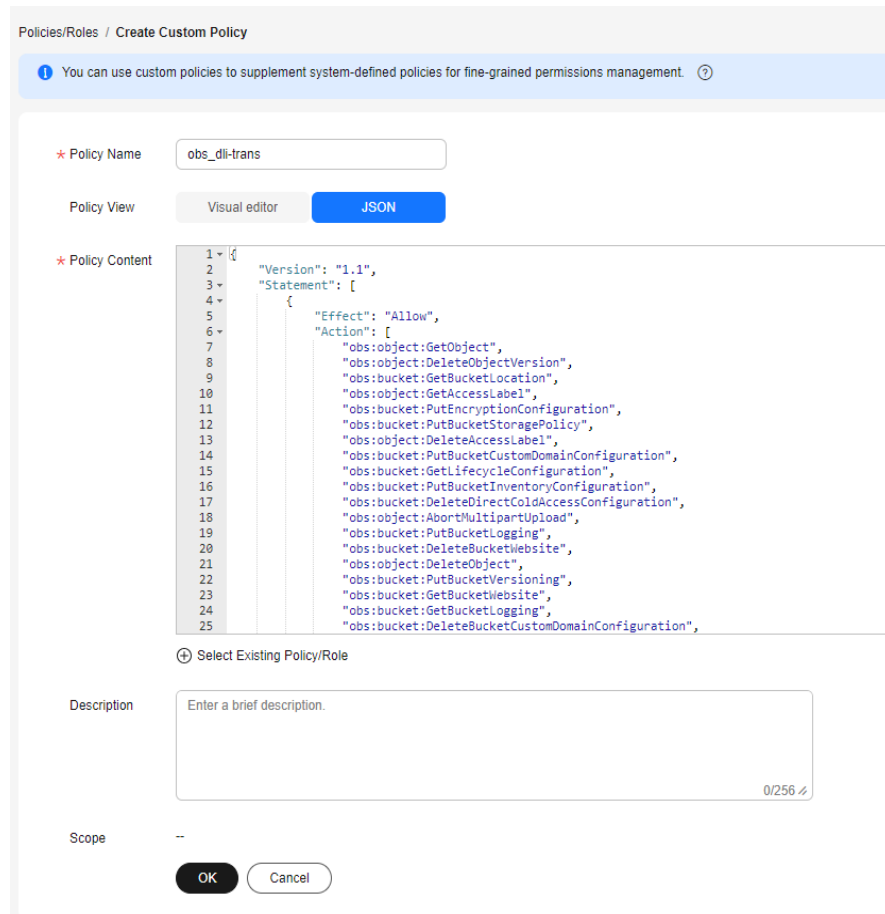 Policies/Roles / Create Custom Policy
You can use custom policies to supplement system-defined policies for fine-grained permissions management.
* Policy Name
obs_dli-trans
Policy View
Visual editor
JSON
* Policy Content
1 {
2 "Version": "1.1",
3 "Statement": [
4 {
5 "Effect": "Allow",
6 "Action": [
7 "obs:object:GetObject",
8 "obs:object:DeleteObjectVersion",
9 "obs:bucket:GetBucketLocation",
10 "obs:object:GetAccessLabel",
11 "obs:bucket:PutEncryptionConfiguration",
12 "obs:bucket:PutBucketStoragePolicy",
13 "obs:object:DeleteAccessLabel",
14 "obs:bucket:PutBucketCustomDomainConfiguration",
15 "obs:bucket:GetLifecycleConfiguration",
16 "obs:bucket:PutBucketInventoryConfiguration",
17 "obs:bucket:DeleteDirectColdAccessConfiguration",
18 "obs:object:AbortMultipartUpload",
19 "obs:bucket:PutBucketLogging",
20 "obs:bucket:DeleteBucketWebsite",
21 "obs:object:DeleteObject",
22 "obs:bucket:PutBucketVersioning",
23 "obs:bucket:GetBucketWebsite",
24 "obs:bucket:GetBucketLogging",
25 "obs:bucket:DeleteBucketCustomDomainConfiguration",
Select Existing Policy/Role
Description
Enter a brief description.
0/256
Scope
--
OK
Cancel